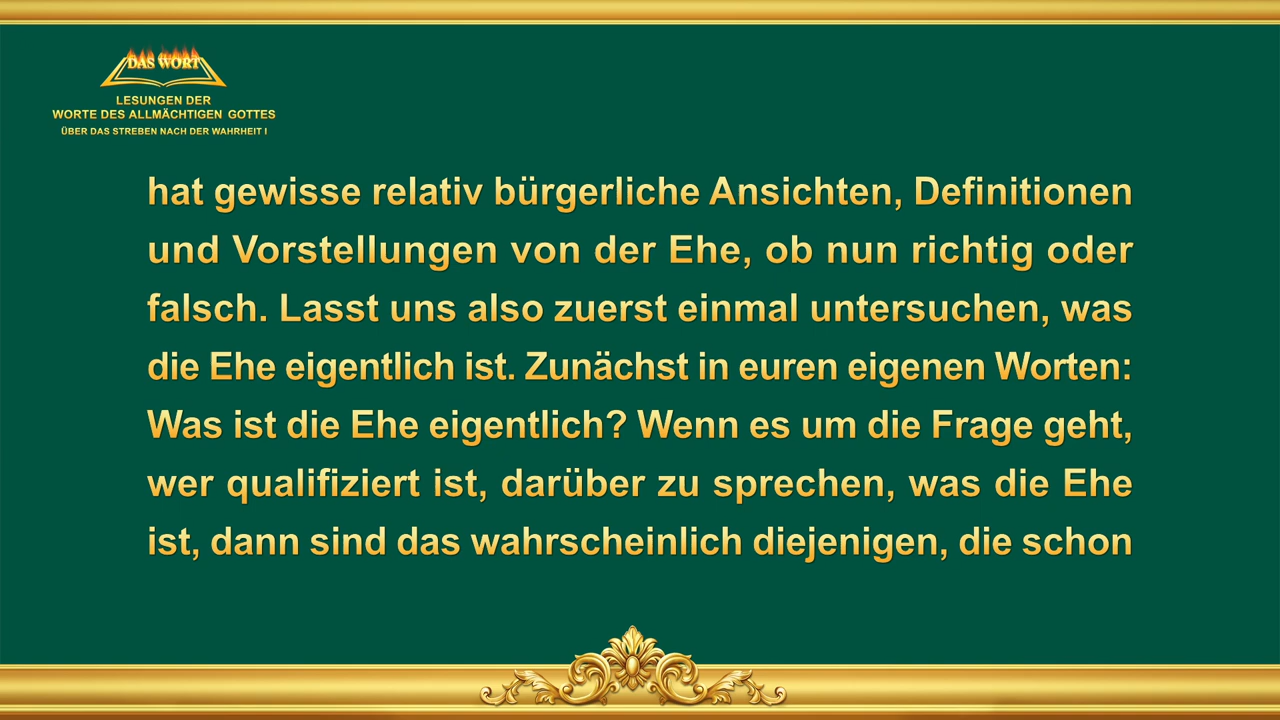 DAS WORT
LESUNGEN DER
WORTE DES ALLMÄCHTIGEN GOTTES
ÜBER DAS STREBEN NACH DER WAHRHEIT I
hat gewisse relativ bürgerliche Ansichten, Definitionen
und Vorstellungen von der Ehe, ob nun richtig oder
falsch. Lasst uns also zuerst einmal untersuchen, was
die Ehe eigentlich ist. Zunächst in euren eigenen Worten:
Was ist die Ehe eigentlich? Wenn es um die Frage geht,
wer qualifiziert ist, darüber zu sprechen, was die Ehe
ist, dann sind das wahrscheinlich diejenigen, die schon